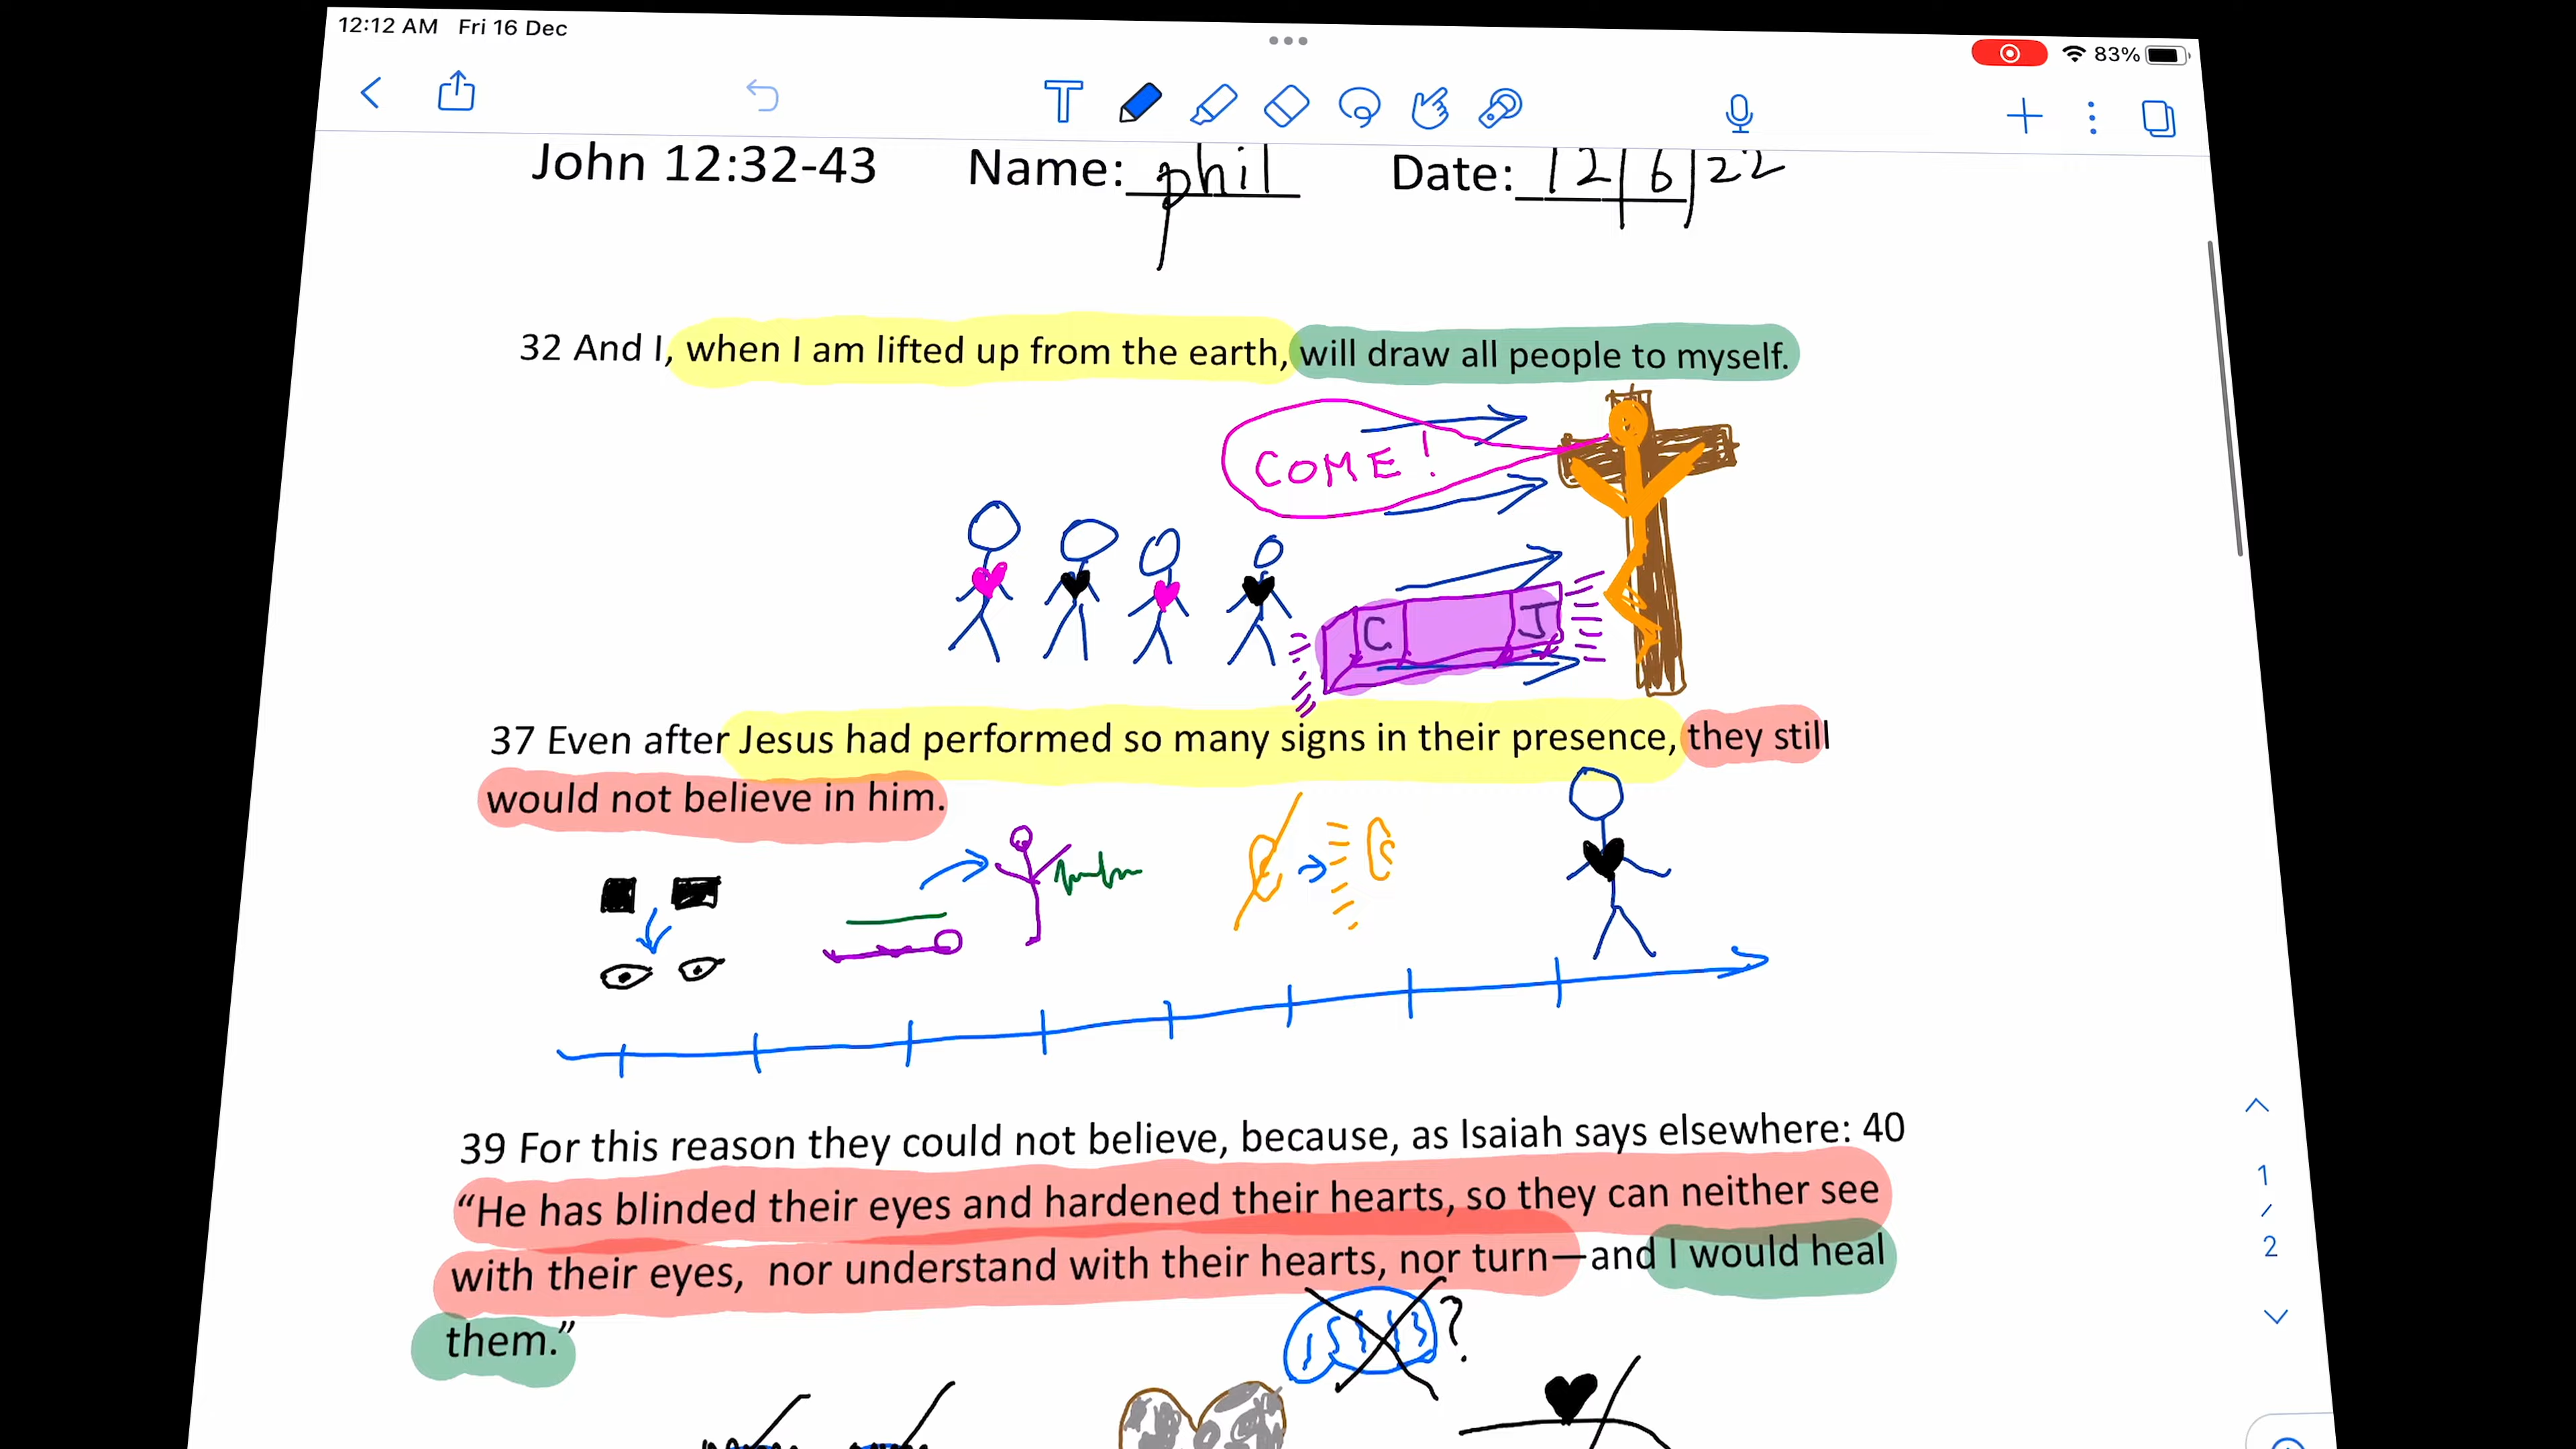 12:12 AM Fri 16 Dec
83%
John 12:32-43 Name: phil Date: 12/6/22
32 And I, when I am lifted up from the earth, will draw all people to myself.
COME!
C J
37 Even after Jesus had performed so many signs in their presence, they still
would not believe in him.
39 For this reason they could not believe, because, as Isaiah says elsewhere: 40
“He has blinded their eyes and hardened their hearts, so they can neither see
with their eyes, nor understand with their hearts, nor turn—and I would heal
them.”
?
1
/
2